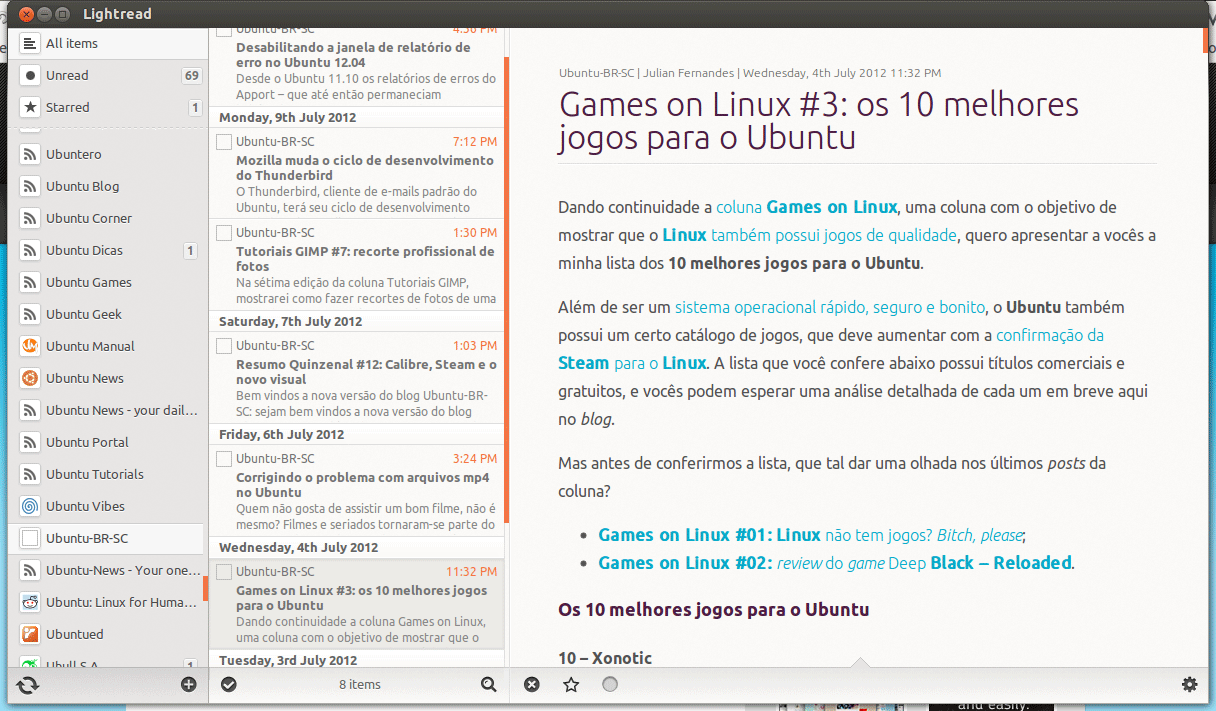 Lightread
All items
Unread 69
Starred 1
Ubuntero
Ubuntu Blog
Ubuntu Corner
Ubuntu Dicas 1
Ubuntu Games
Ubuntu Geek
Ubuntu Manual
Ubuntu News
Ubuntu News - your dail...
Ubuntu Portal
Ubuntu Tutorials
Ubuntu Vibes
Ubuntu-BR-SC
Ubuntu-News - Your one...
Ubuntu: Linux for Huma...
Ubuntued
Ubull S.A. 1
Ubuntu-BR-SC 4:36 PM
Desabilitando a janela de relatório de
erro no Ubuntu 12.04
Desde o Ubuntu 11.10 os relatórios de erros do
Apport – que até então permaneciam
Monday, 9th July 2012
Ubuntu-BR-SC 7:12 PM
Mozilla muda o ciclo de desenvolvimento
do Thunderbird
O Thunderbird, cliente de e-mails padrão do
Ubuntu, terá seu ciclo de desenvolvimento
Ubuntu-BR-SC 1:30 PM
Tutoriais GIMP #7: recorte profissional de
fotos
Na sétima edição da coluna Tutoriais GIMP,
mostrarei como fazer recortes de fotos de uma
Saturday, 7th July 2012
Ubuntu-BR-SC 1:03 PM
Resumo Quinzenal #12: Calibre, Steam e o
novo visual
Bem vindos a nova versão do blog Ubuntu-BR-
SC: sejam bem vindos a nova versão do blog
Friday, 6th July 2012
Ubuntu-BR-SC 3:24 PM
Corrigindo o problema com arquivos mp4
no Ubuntu
Quem não gosta de assistir um bom filme, não é
mesmo? Filmes e seriados tornaram-se parte do
Wednesday, 4th July 2012
Ubuntu-BR-SC 11:32 PM
Games on Linux #3: os 10 melhores jogos
para o Ubuntu
Dando continuidade a coluna Games on Linux,
uma coluna com o objetivo de mostrar que o
Tuesday, 3rd July 2012
8 items
Ubuntu-BR-SC | Julian Fernandes | Wednesday, 4th July 2012 11:32 PM
Games on Linux #3: os 10 melhores
jogos para o Ubuntu
Dando continuidade a coluna Games on Linux, uma coluna com o objetivo de
mostrar que o Linux também possui jogos de qualidade, quero apresentar a vocês a
minha lista dos 10 melhores jogos para o Ubuntu.
Além de ser um sistema operacional rápido, seguro e bonito, o Ubuntu também
possui um certo catálogo de jogos, que deve aumentar com a confirmação da
Steam para o Linux. A lista que você confere abaixo possui títulos comerciais e
gratuitos, e vocês podem esperar uma análise detalhada de cada um em breve aqui
no blog.
Mas antes de conferirmos a lista, que tal dar uma olhada nos últimos posts da
coluna?
• Games on Linux #01: Linux não tem jogos? Bitch, please;
• Games on Linux #02: review do game Deep Black – Reloaded.
Os 10 melhores jogos para o Ubuntu
10 – Xonotic
and easily.